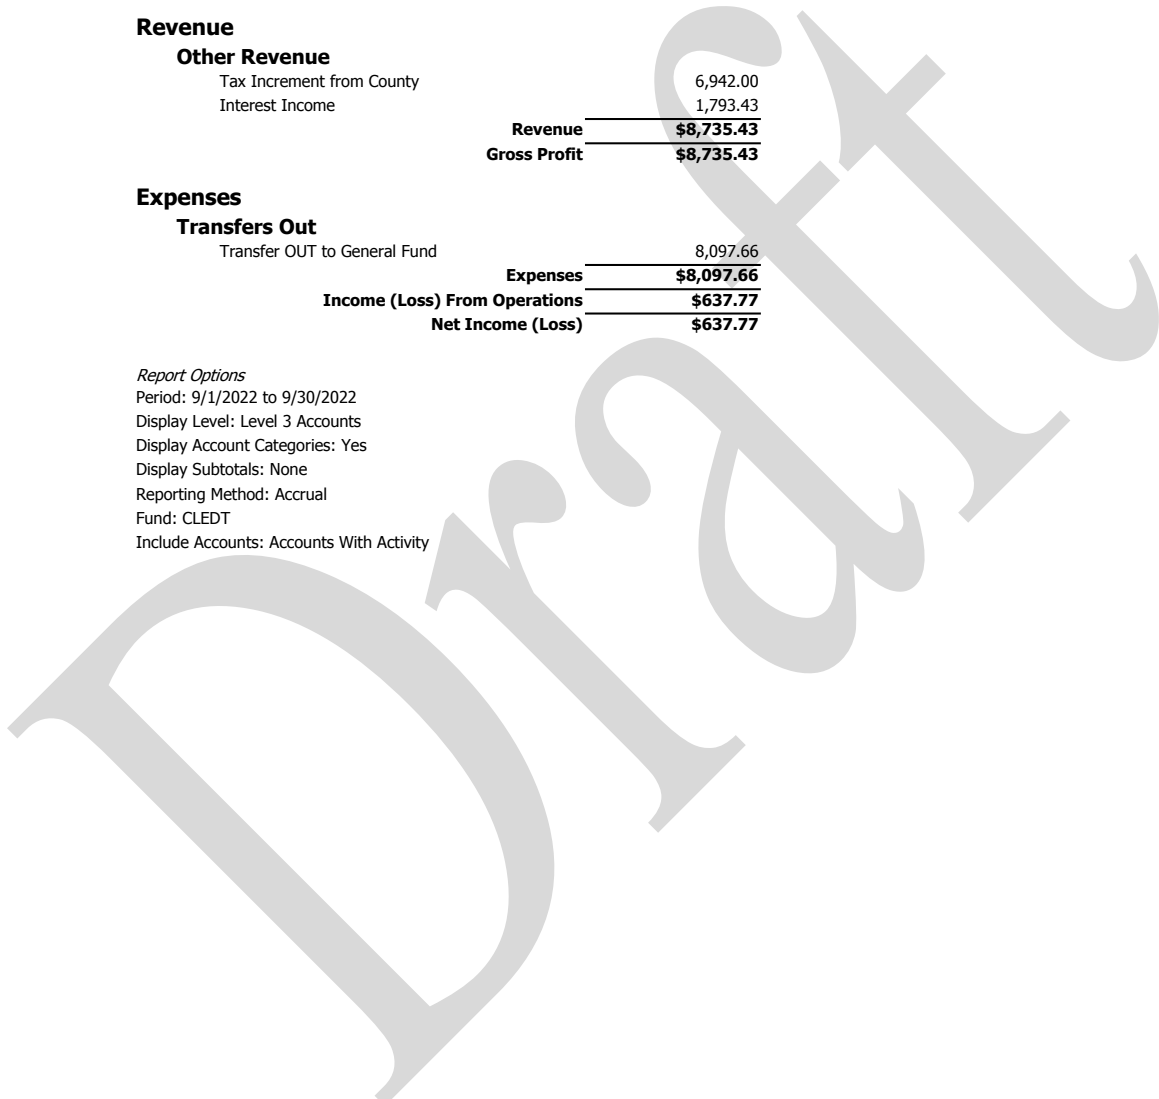 Revenue
Other Revenue
Tax Increment from County 6,942.00
Interest Income 1,793.43
Revenue $8,735.43
Gross Profit $8,735.43
Expenses
Transfers Out
Transfer OUT to General Fund 8,097.66
Expenses $8,097.66
Income (Loss) From Operations $637.77
Net Income (Loss) $637.77
Report Options
Period: 9/1/2022 to 9/30/2022
Display Level: Level 3 Accounts
Display Account Categories: Yes
Display Subtotals: None
Reporting Method: Accrual
Fund: CLEDT
Include Accounts: Accounts With Activity
Draft